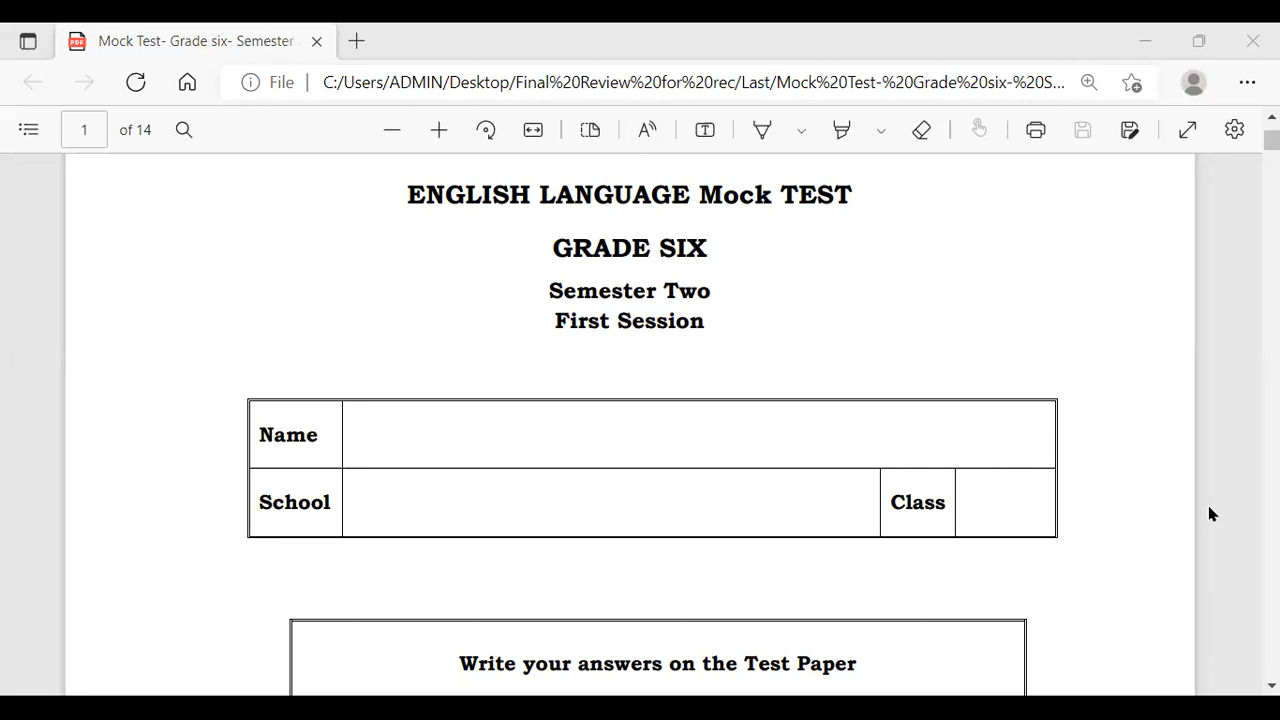 Mock Test- Grade six- Semester
File
C:/Users/ADMIN/Desktop/Final%20Review%20for%20rec/Last/Mock%20Test-%20Grade%20six-%20S...
1 of 14
ENGLISH LANGUAGE Mock TEST
GRADE SIX
Semester Two
First Session
Name
School
Class
Write your answers on the Test Paper